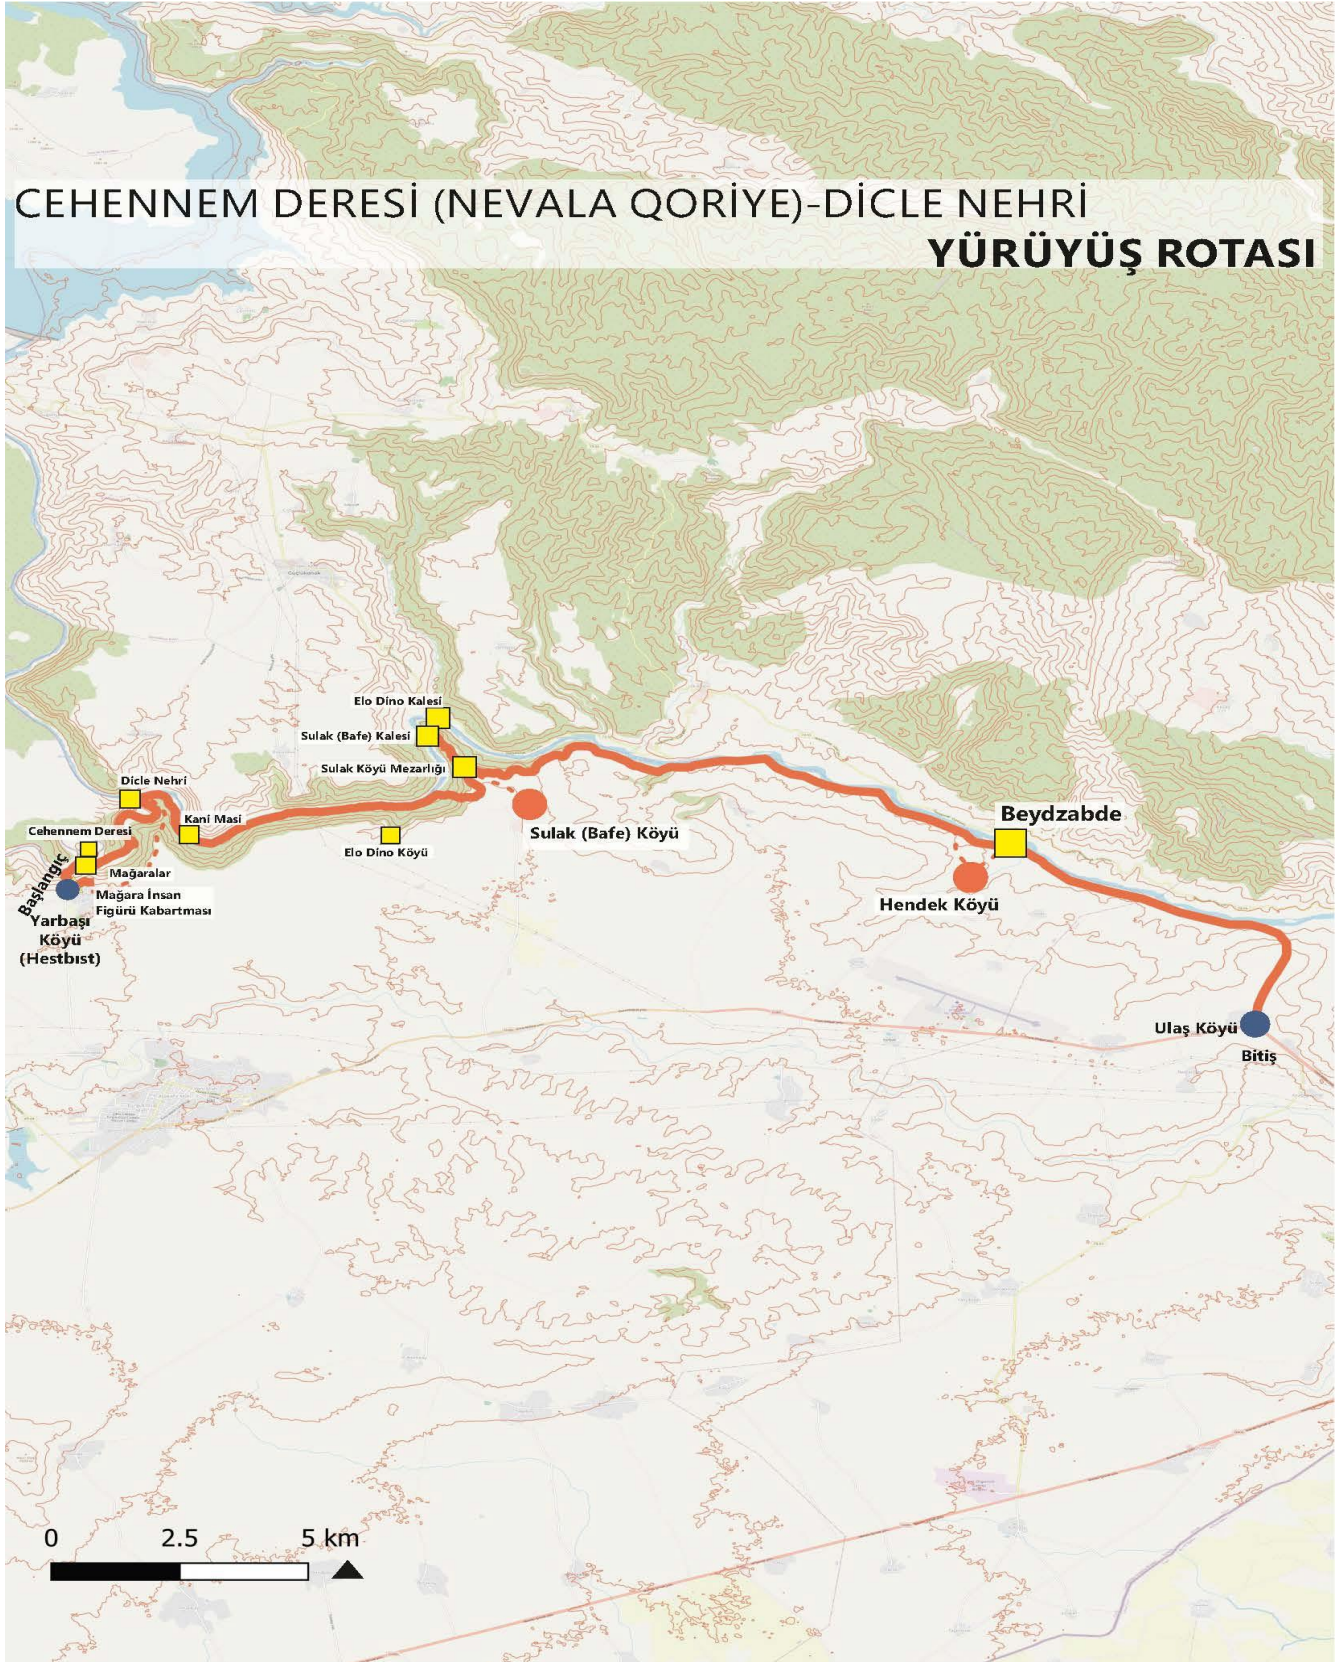 CEHENNEM DERESİ (NEVALA QORİYE)-DİCLE NEHRİ
YÜRÜYÜŞ ROTASI
Elo Dino Kalesi
Sulak (Bafe) Kalesi
Sulak Köyü Mezarlığı
Dicle Nehri
Kani Masi
Cehennem Deresi
Elo Dino Köyü
Sulak (Bafe) Köyü
Beydzabde
Mağaralar
Başlangıç
Mağara İnsan
Figürü Kabartması
Hendek Köyü
Yarbaşı
Köyü
(Hestbıst)
Ulaş Köyü
Bitiş
0 2.5 5 km